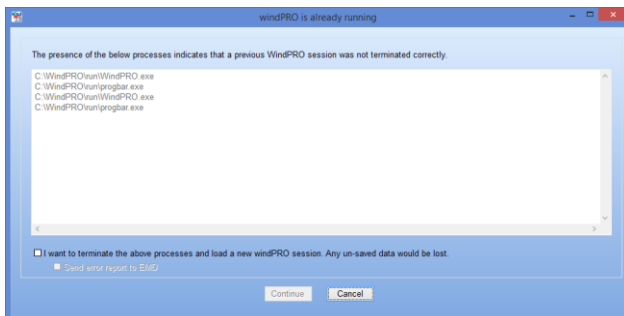 windPRO is already running
The presence of the below processes indicates that a previous WindPRO session was not terminated correctly.
C:\WindPRO\run\WindPRO.exe
C:\WindPRO\run\progbar.exe
C:\WindPRO\run\WindPRO.exe
C:\WindPRO\run\progbar.exe
I want to terminate the above processes and load a new windPRO session. Any un-saved data would be lost.
Send error report to EMD
Continue Cancel